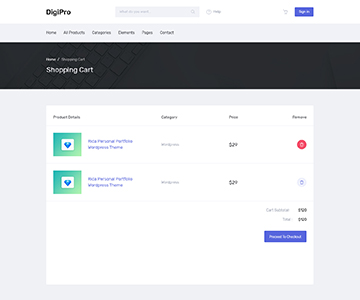 DigiPro
what do you want
Help
Sign In
Home All Products Categories Elements Pages Contact
Home / Shopping Cart
Shopping Cart
Product Details Category Price Remove
Rica-Personal Portfolio
Wordpress Theme
Wordpress
$29
Rica-Personal Portfolio
Wordpress Theme
Wordpress
$29
Cart Subtotal $120
Total $120
Proceed To Checkout